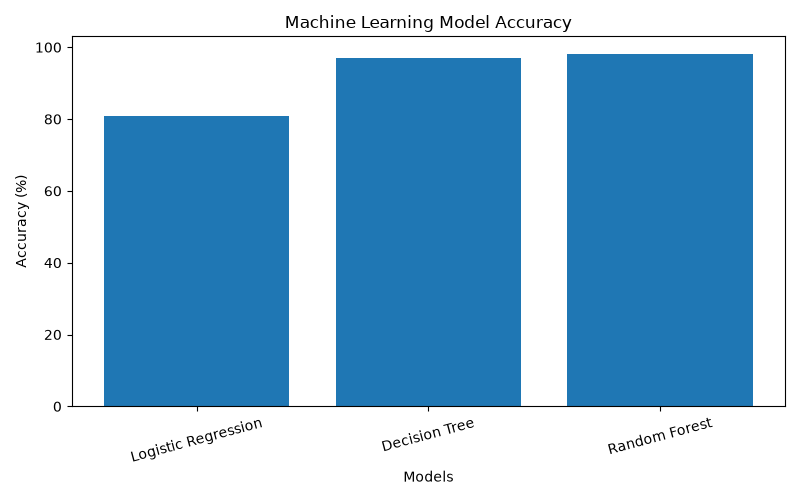 Machine Learning Model Accuracy
Accuracy (%)
100
80
60
40
20
0
Logistic Regression
Decision Tree
Random Forest
Models